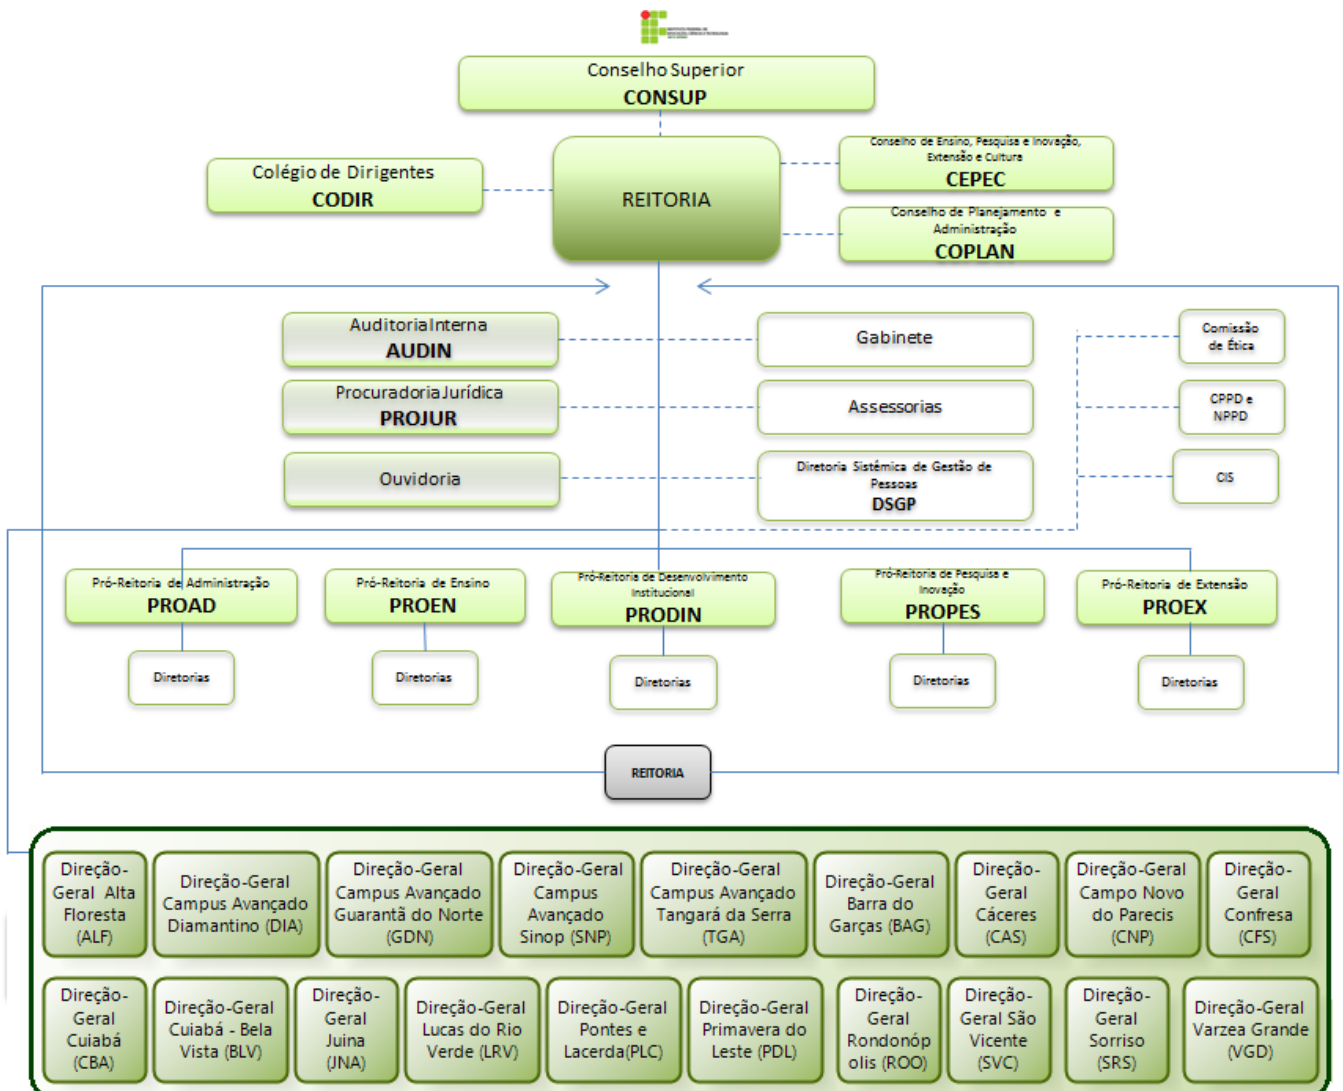 Conselho Superior
CONSUP
Colégio de Dirigentes
CODIR
REITORIA
Conselho de Ensino, Pesquisa e Inovação,
Extensão e Cultura
CEPEC
Conselho de Planejamento e
Administração
COPLAN
Auditoria Interna
AUDIN
Gabinete
Comissão
de Ética
Procuradoria Jurídica
PROJUR
Assessorias
CPPD e
NPPD
Ouvidoria
Diretoria Sistêmica de Gestão de
Pessoas
DSGP
CIS
Pró-Reitoria de Administração
PROAD
Pró-Reitoria de Ensino
PROEN
Pró-Reitoria de Desenvolvimento
Institucional
PRODIN
Pró-Reitoria de Pesquisa e
Inovação
PROPES
Pró-Reitoria de Extensão
PROEX
Diretorias
Diretorias
Diretorias
Diretorias
Diretorias
REITORIA
Direção-
Geral Alta
Floresta
(ALF)
Direção-Geral
Campus Avançado
Diamantino (DIA)
Direção-Geral
Campus Avançado
Guarantã do Norte
(GDN)
Direção-Geral
Campus
Avançado
Sinop (SNP)
Direção-Geral
Campus Avançado
Tangará da Serra
(TGA)
Direção-Geral
Barra do
Garças (BAG)
Direção-
Geral
Cáceres
(CAS)
Direção-Geral
Campo Novo
do Parecis
(CNP)
Direção-
Geral
Confresa
(CFS)
Direção-
Geral
Cuiabá
(CBA)
Direção-Geral
Cuiabá - Bela
Vista (BLV)
Direção-
Geral
Juina
(JNA)
Direção-Geral
Lucas do Rio
Verde (LRV)
Direção-Geral
Pontes e
Lacerda(PLC)
Direção-Geral
Primavera do
Leste (PDL)
Direção-
Geral
Rondonóp
olis (ROO)
Direção-
Geral São
Vicente
(SVC)
Direção-
Geral
Sorriso
(SRS)
Direção-Geral
Varzea Grande
(VGD)